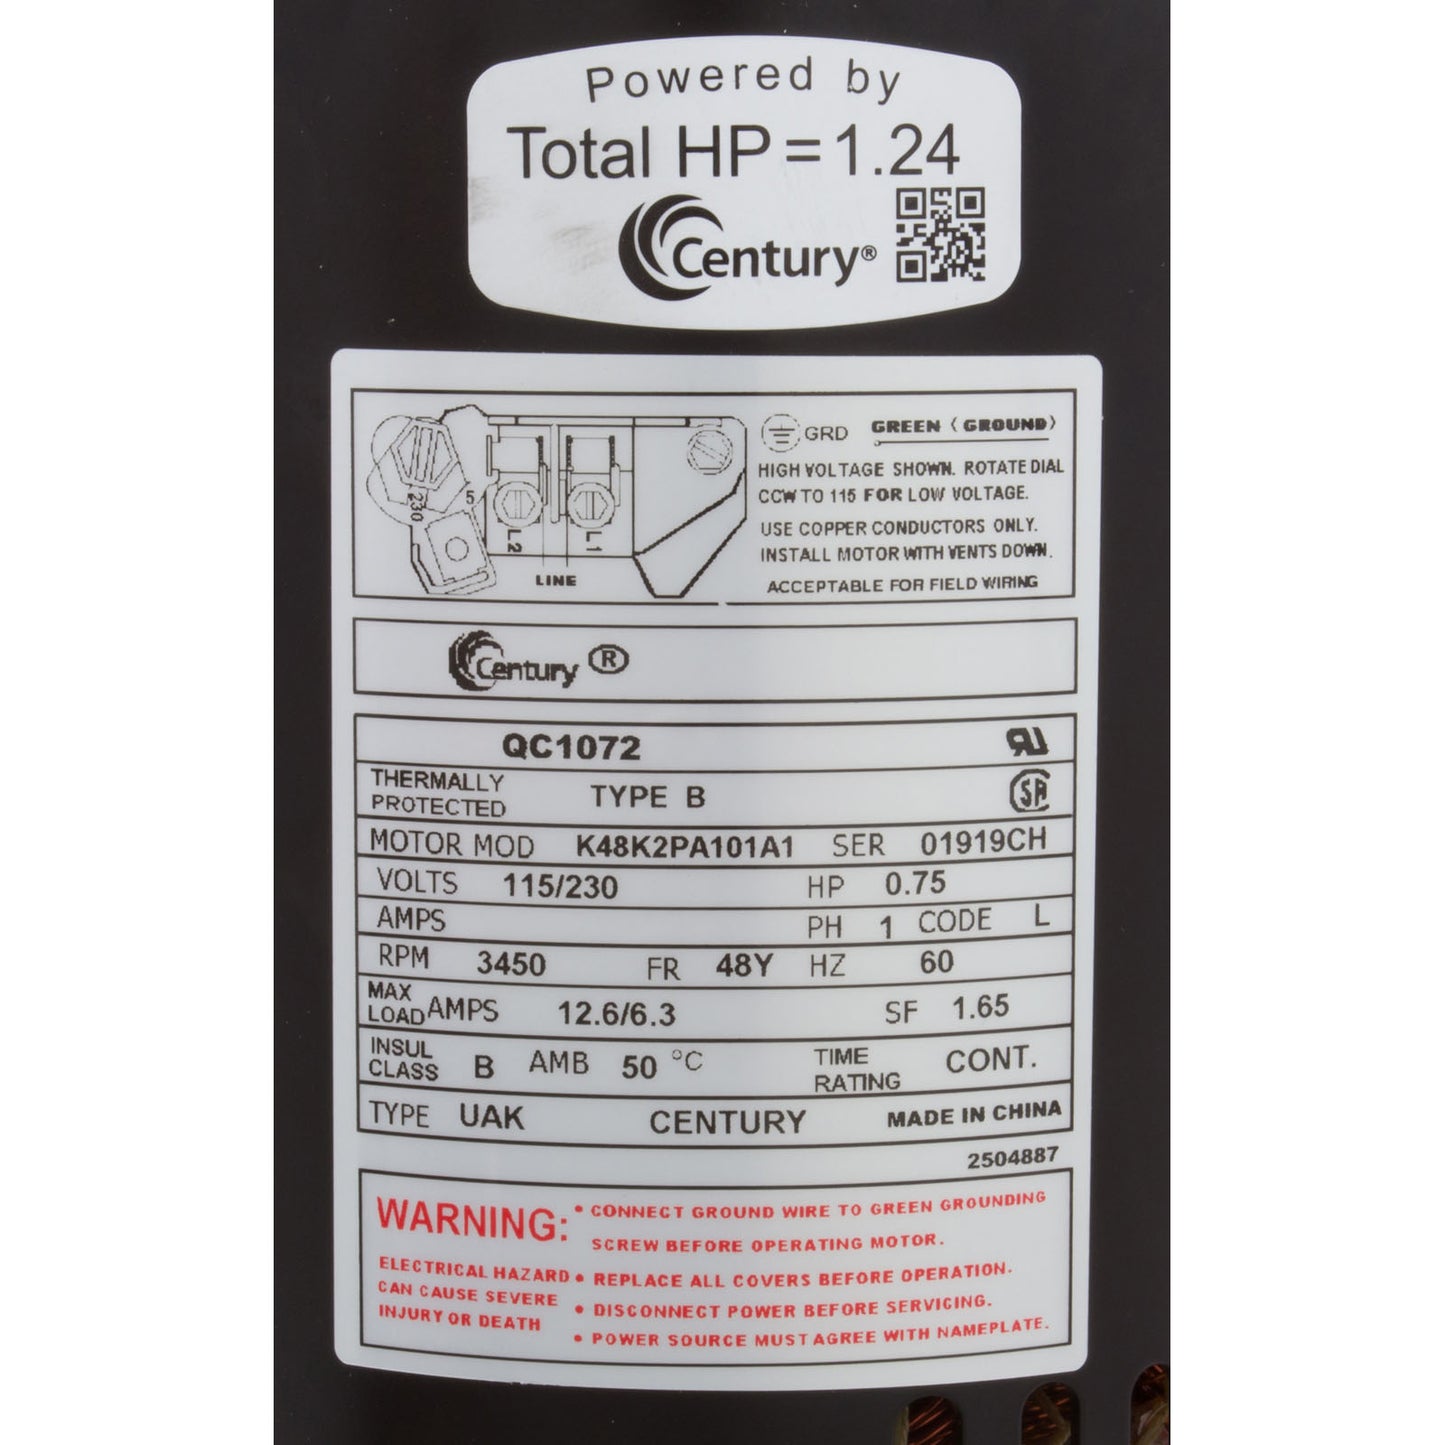 Powered by
Total HP = 1.24
Century®
GRD GREEN (GROUND)
HIGH VOLTAGE SHOWN. ROTATE DIAL
CCW TO 115 FOR LOW VOLTAGE.
USE COPPER CONDUCTORS ONLY.
INSTALL MOTOR WITH VENTS DOWN.
ACCEPTABLE FOR FIELD WIRING
230 5
L2 L1
LINE
Century ®
QC1072
THERMALLY
PROTECTED TYPE B
MOTOR MOD K48K2PA101A1 SER 01919CH
VOLTS 115/230 HP 0.75
AMPS PH 1 CODE L
RPM 3450 FR 48Y HZ 60
MAX
LOAD AMPS 12.6/6.3 SF 1.65
INSUL
CLASS B AMB 50 °C TIME
RATING CONT.
TYPE UAK CENTURY MADE IN CHINA
2504887
WARNING:
ELECTRICAL HAZARD
CAN CAUSE SEVERE
INJURY OR DEATH
• CONNECT GROUND WIRE TO GREEN GROUNDING
SCREW BEFORE OPERATING MOTOR.
• REPLACE ALL COVERS BEFORE OPERATION.
• DISCONNECT POWER BEFORE SERVICING.
• POWER SOURCE MUST AGREE WITH NAMEPLATE.